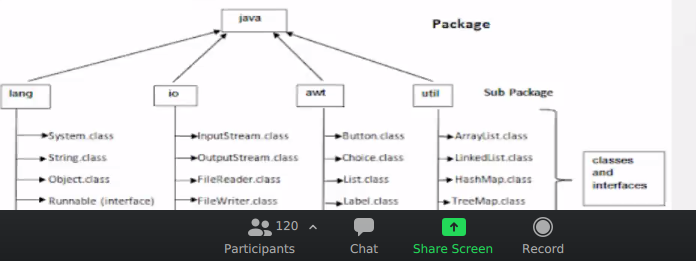 java
Package
lang
io
awt
util
Sub Package
System.class
InputStream.class
Button.class
ArrayList.class
String.class
OutputStream.class
Choice.class
LinkedList.class
Object.class
FileReader.class
List.class
HashMap.class
Runnable (interface)
FileWriter.class
Label.class
TreeMap.class
classes
and
interfaces
120
Participants
Chat
Share Screen
Record